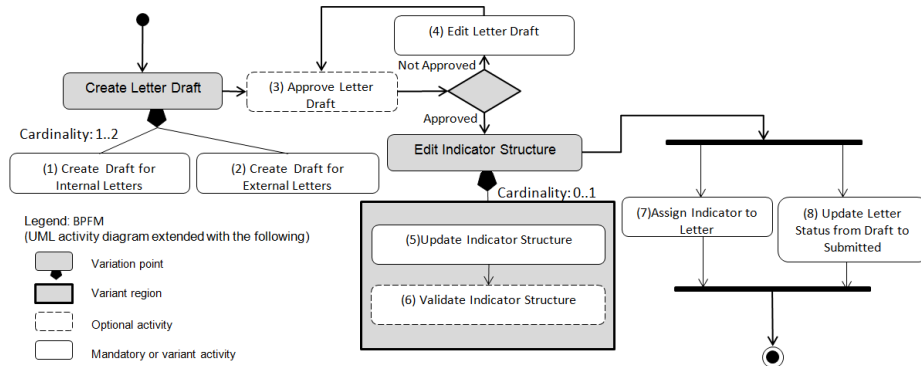 (4) Edit Letter Draft
Not Approved
Create Letter Draft
(3) Approve Letter
Draft
Approved
Cardinality: 1..2
Edit Indicator Structure
(1) Create Draft for
Internal Letters
(2) Create Draft for
External Letters
Cardinality: 0..1
(5)Update Indicator Structure
(6) Validate Indicator Structure
(7)Assign Indicator to
Letter
(8) Update Letter
Status from Draft to
Submitted
Legend: BPFM
(UML activity diagram extended with the following)
Variation point
Variant region
Optional activity
Mandatory or variant activity